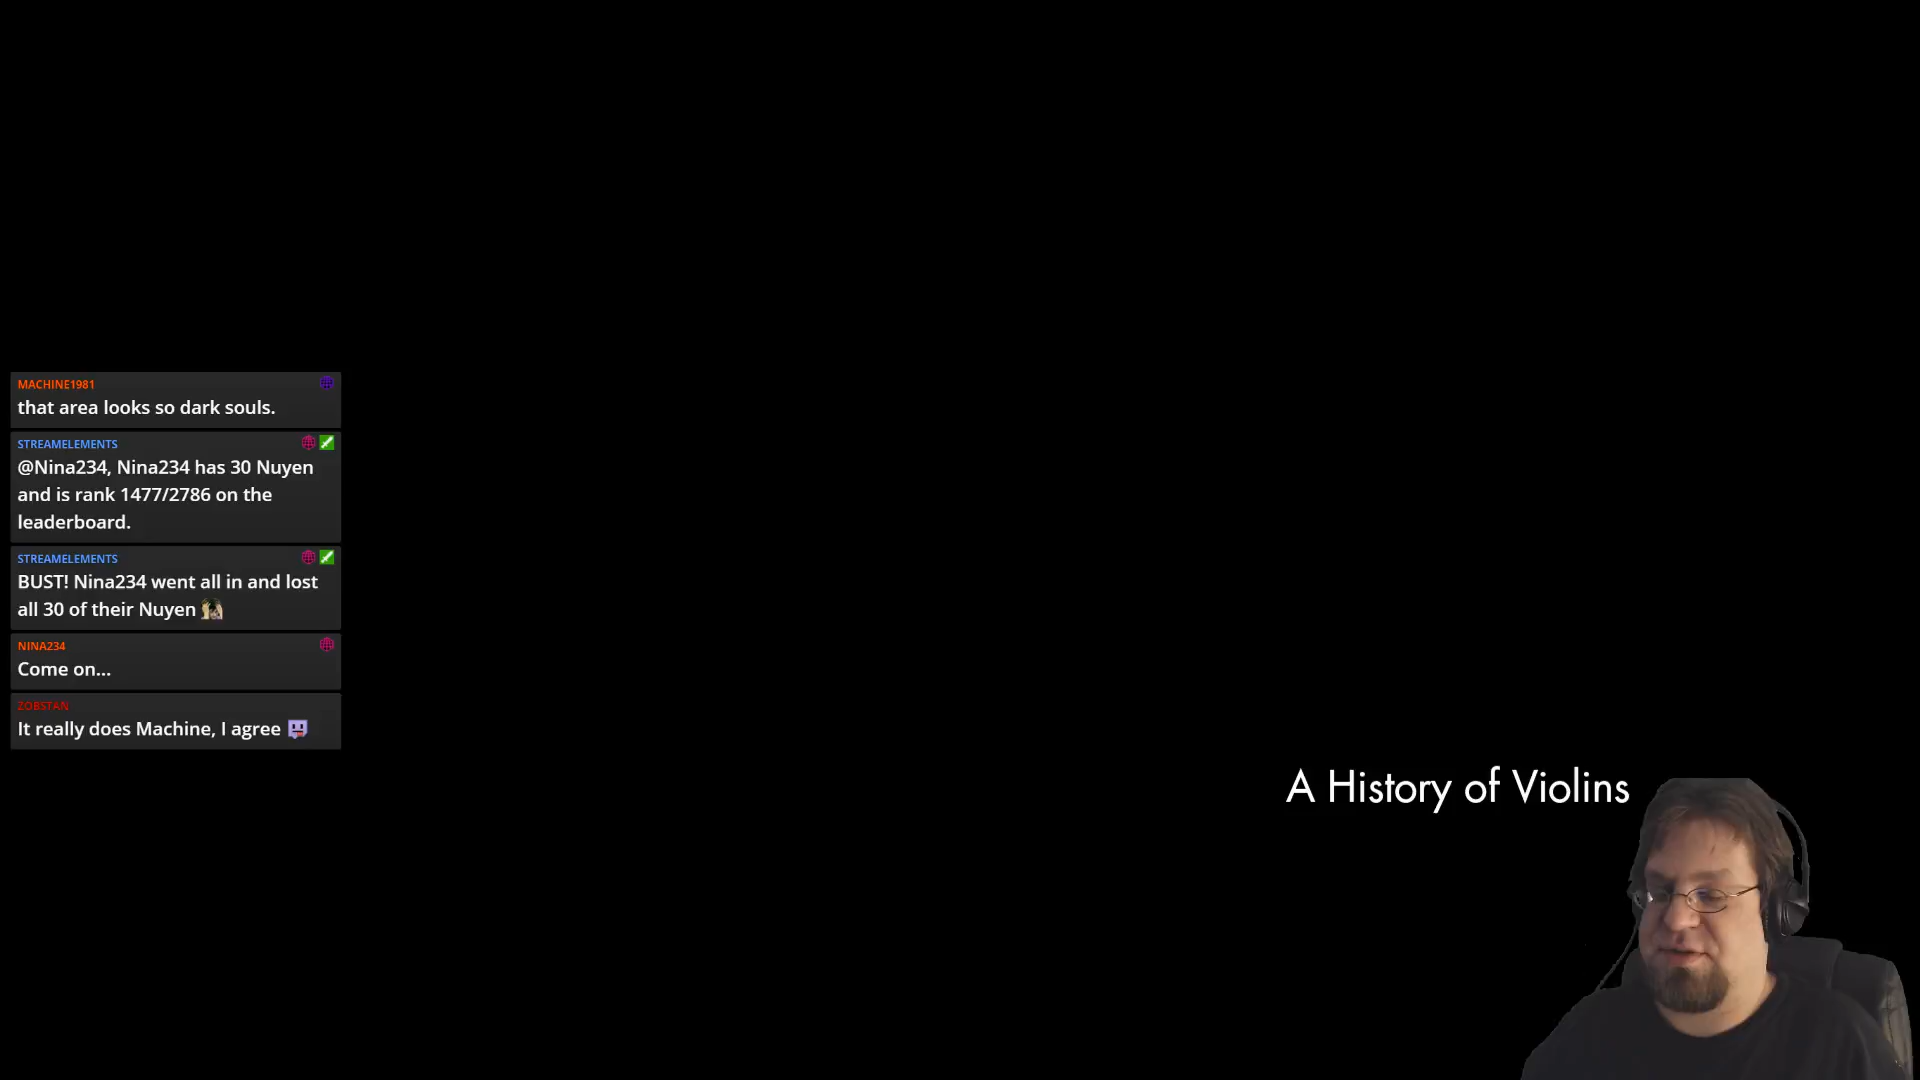 MACHINE1981
that area looks so dark souls.
STREAMELEMENTS
@Nina234, Nina234 has 30 Nuyen
and is rank 1477/2786 on the
leaderboard.
STREAMELEMENTS
BUST! Nina234 went all in and lost
all 30 of their Nuyen
NINA234
Come on...
ZOBSTAN
It really does Machine, I agree
A History of Violins